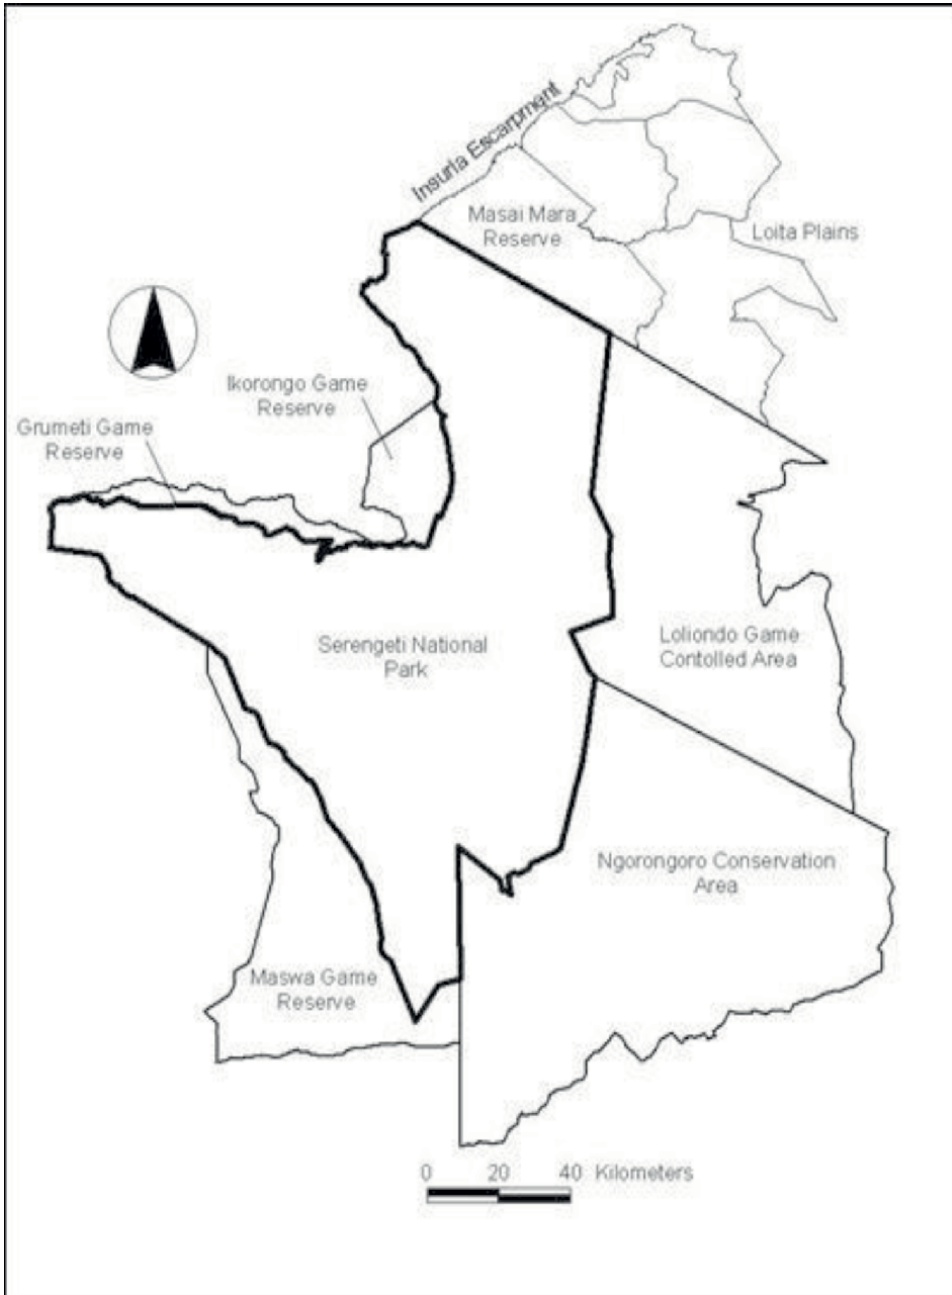 Insuria Escarpment
Masai Mara
Reserve
Loita Plains
Ikorongo Game
Reserve
Grumeti Game
Reserve
Serengeti National
Park
Loliondo Game
Contolled Area
Ngorongoro Conservation
Area
Maswa Game
Reserve
0 20 40 Kilometers